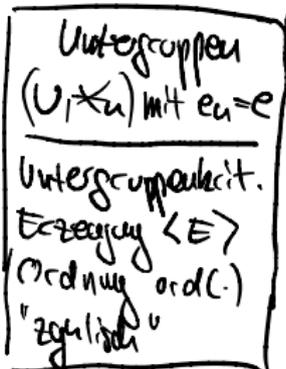 Untergruppen
(U, *u) mit eu=e
Untergruppenkrit.
Erzeugung <E>
Ordnung ord(·)
"zyklisch"